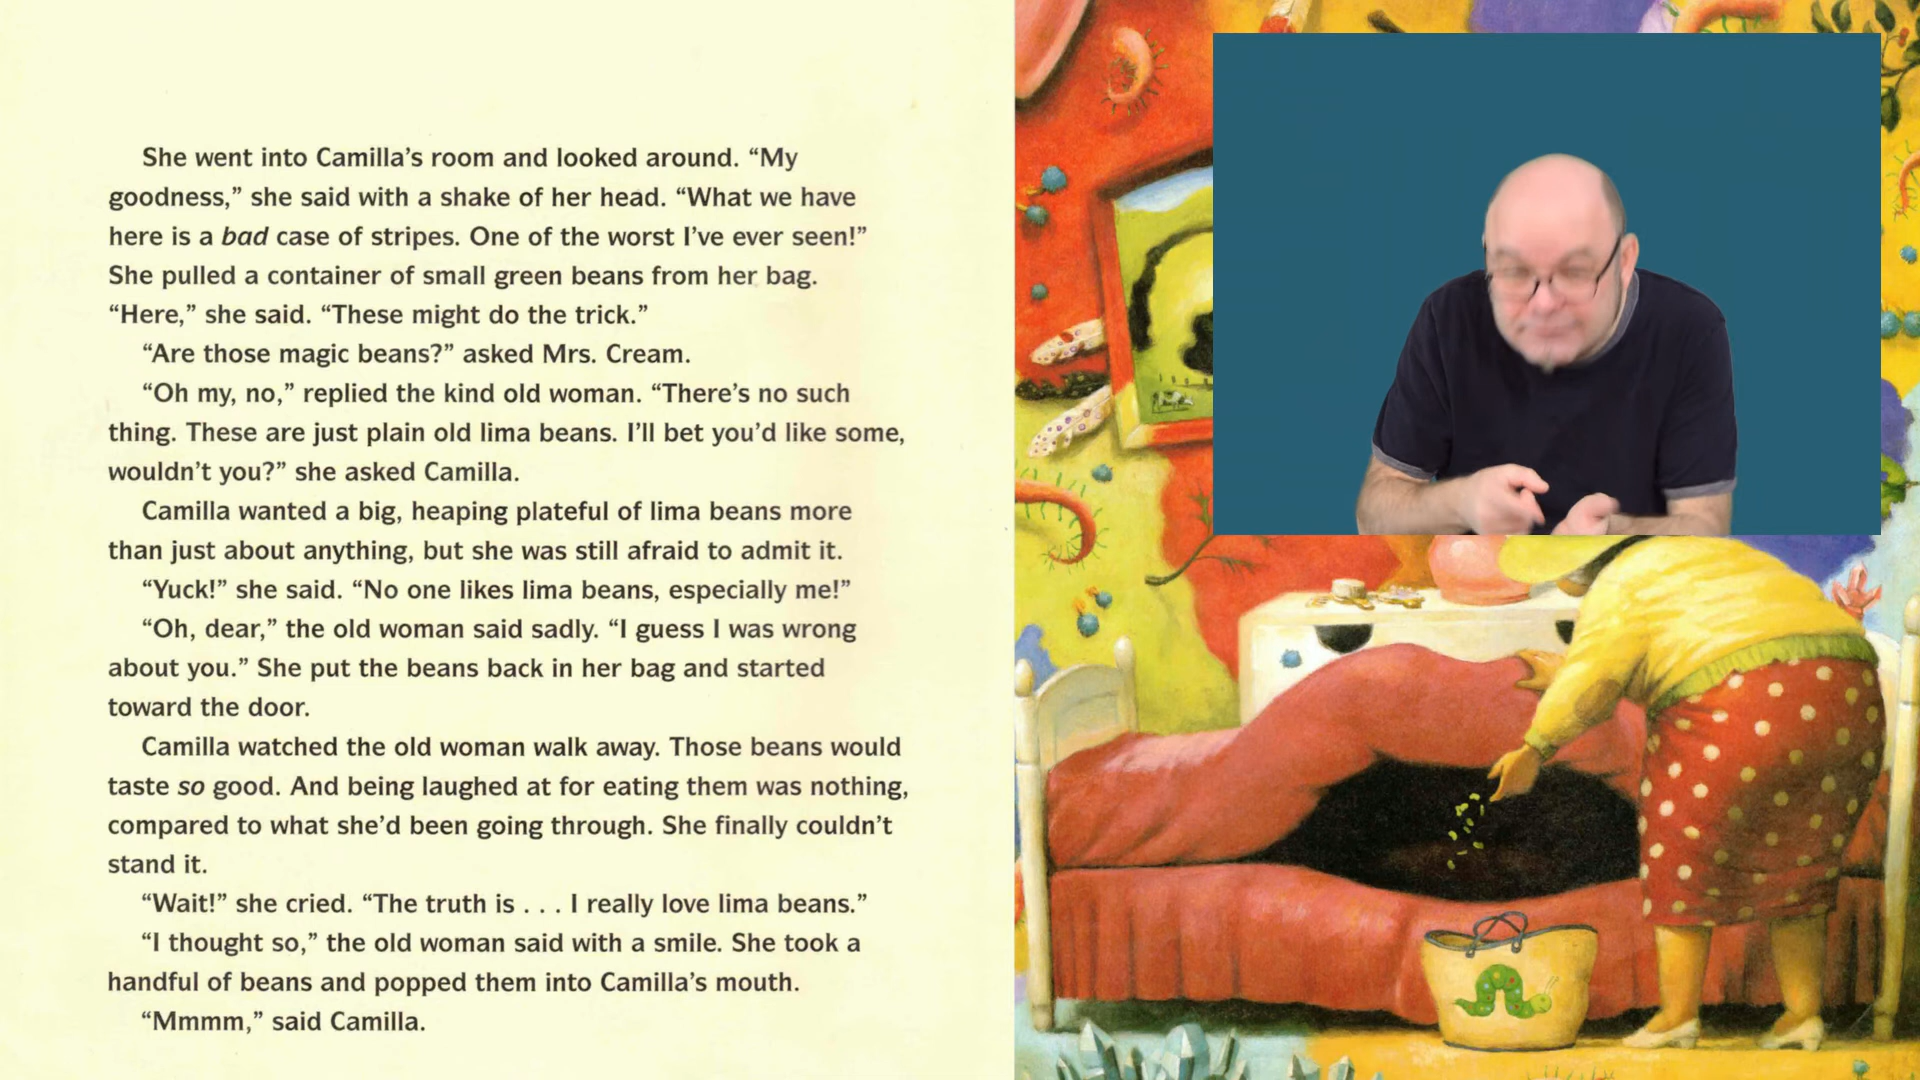 She went into Camilla’s room and looked around. “My
goodness,” she said with a shake of her head. “What we have
here is a bad case of stripes. One of the worst I’ve ever seen!”
She pulled a container of small green beans from her bag.
“Here,” she said. “These might do the trick.”
“Are those magic beans?” asked Mrs. Cream.
“Oh my, no,” replied the kind old woman. “There’s no such
thing. These are just plain old lima beans. I’ll bet you’d like some,
wouldn’t you?” she asked Camilla.
Camilla wanted a big, heaping plateful of lima beans more
than just about anything, but she was still afraid to admit it.
“Yuck!” she said. “No one likes lima beans, especially me!”
“Oh, dear,” the old woman said sadly. “I guess I was wrong
about you.” She put the beans back in her bag and started
toward the door.
Camilla watched the old woman walk away. Those beans would
taste so good. And being laughed at for eating them was nothing,
compared to what she’d been going through. She finally couldn’t
stand it.
“Wait!” she cried. “The truth is . . . I really love lima beans.”
“I thought so,” the old woman said with a smile. She took a
handful of beans and popped them into Camilla’s mouth.
“Mmmm,” said Camilla.